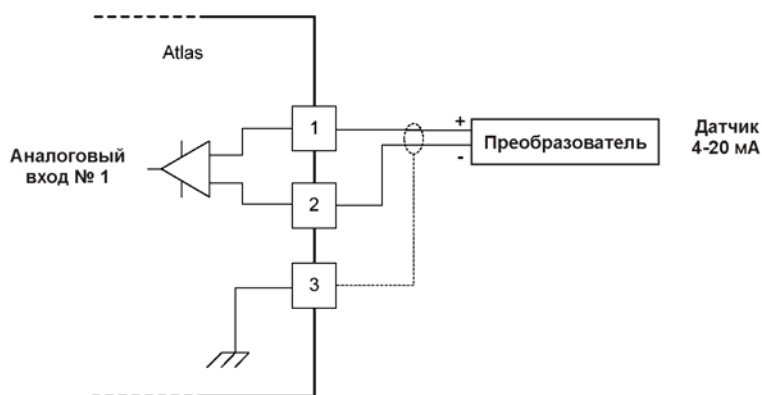 Atlas
Аналоговый
вход № 1
1
2
3
+
-
Преобразователь
Датчик
4-20 мА